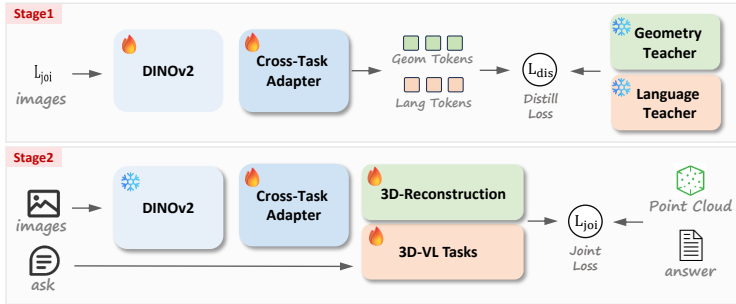 Stage1
L_joi
images
DINOv2
Cross-Task
Adapter
Geom Tokens
Lang Tokens
L_dis
Distill
Loss
Geometry
Teacher
Language
Teacher
Stage2
images
ask
DINOv2
Cross-Task
Adapter
3D-Reconstruction
3D-VL Tasks
L_joi
Joint
Loss
Point Cloud
answer